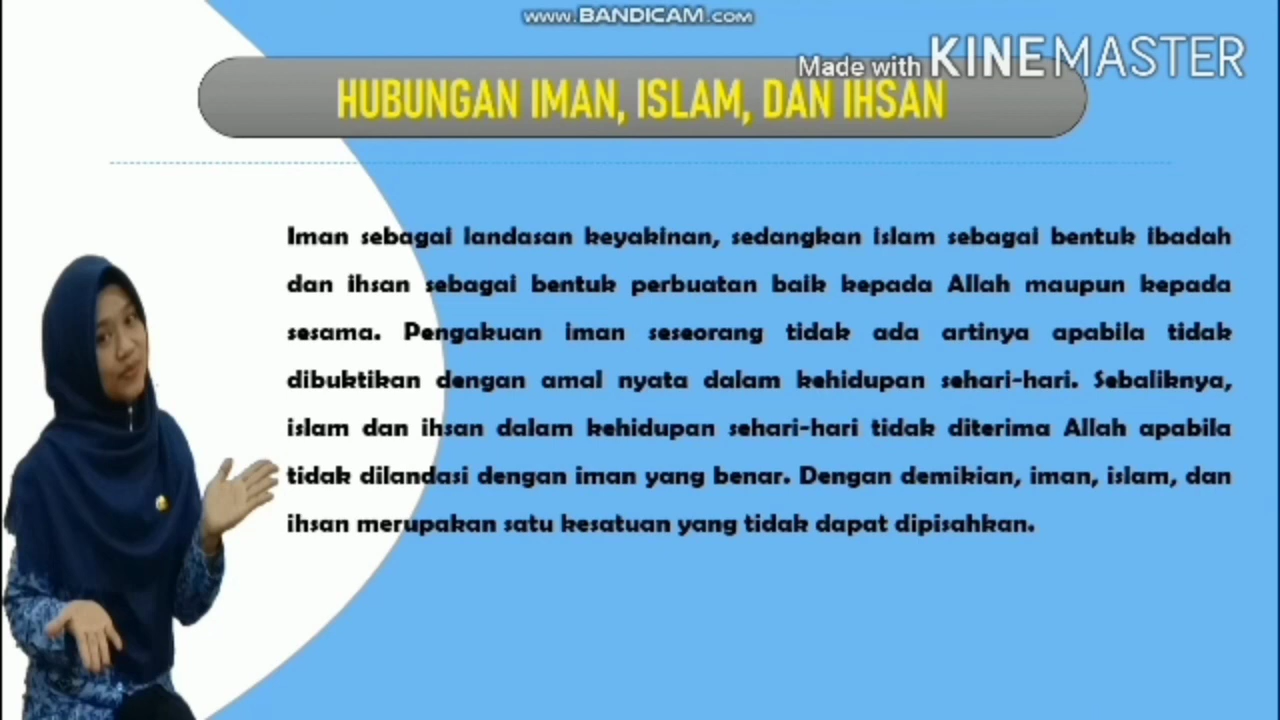 www.BANDICAM.com
Made with KINEMASTER
HUBUNGAN IMAN, ISLAM, DAN IHSAN
Iman sebagai landasan keyakinan, sedangkan islam sebagai bentuk ibadah
dan ihsan sebagai bentuk perbuatan baik kepada Allah maupun kepada
sesama. Pengakuan iman seseorang tidak ada artinya apabila tidak
dibuktikan dengan amal nyata dalam kehidupan sehari-hari. Sebaliknya,
islam dan ihsan dalam kehidupan sehari-hari tidak diterima Allah apabila
tidak dilandasi dengan iman yang benar. Dengan demikian, iman, islam, dan
ihsan merupakan satu kesatuan yang tidak dapat dipisahkan.